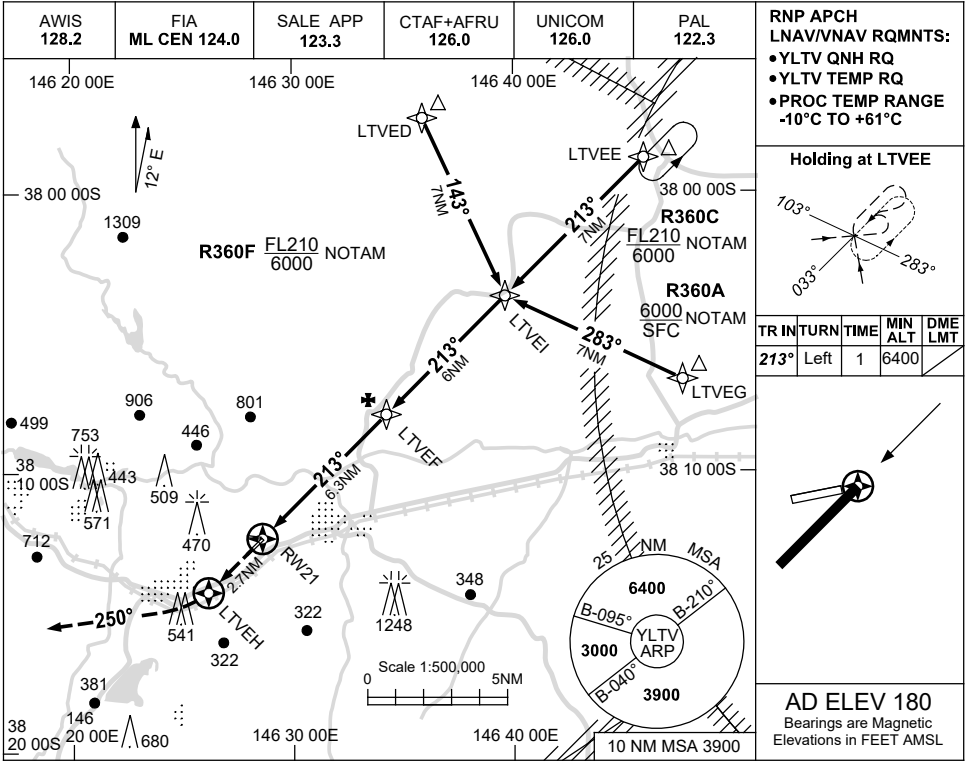 AWIS
128.2
FIA
ML CEN 124.0
SALE APP
123.3
CTAF+AFRU
126.0
UNICOM
126.0
PAL
122.3
RNP APCH
LNAV/VNAV RQMNTS:
•YLTV QNH RQ
•YLTV TEMP RQ
•PROC TEMP RANGE
-10°C TO +61°C
146 20 00E
146 30 00E
146 40 00E
LTVED
LTVEE
12° E
38 00 00S
38 00 00S
143°
7NM
213°
7NM
1309
R360F FL210 NOTAM
6000
R360C
FL210 NOTAM
6000
R360A
6000 NOTAM
SFC
LTVEI
283°
7NM
LTVEG
213°
6NM
LTVEF
Holding at LTVEE
103°
283°
033°
TR IN TURN TIME MIN ALT DME LMT
213° Left 1 6400
499
906
801
446
753
443
38
10 00S
38 10 00S
509
571
470
712
213°
6.3NM
RW21
2.7NM
LTVEH
250°
541
322
322
348
1248
381
680
25 NM MSA
6400
B-210°
B-095°
YLTV
ARP
3000
B-040°
3900
Scale 1:500,000
0 5NM
38
20 00S
146
20 00E
146 30 00E
146 40 00E
10 NM MSA 3900
AD ELEV 180
Bearings are Magnetic
Elevations in FEET AMSL